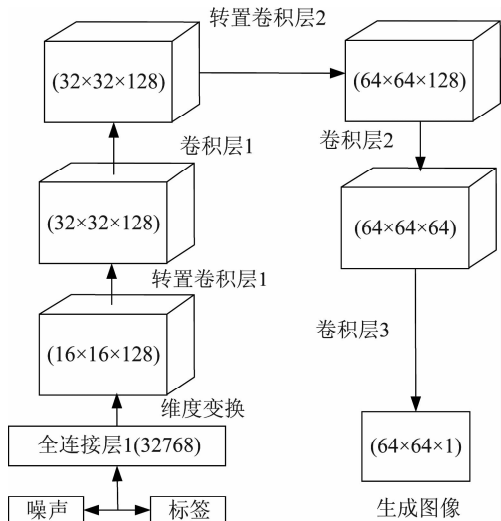 转置卷积层2
(32×32×128)
(64×64×128)
卷积层1
卷积层2
(32×32×128)
(64×64×64)
转置卷积层1
(16×16×128)
卷积层3
维度变换
全连接层1(32768)
(64×64×1)
噪声
标签
生成图像